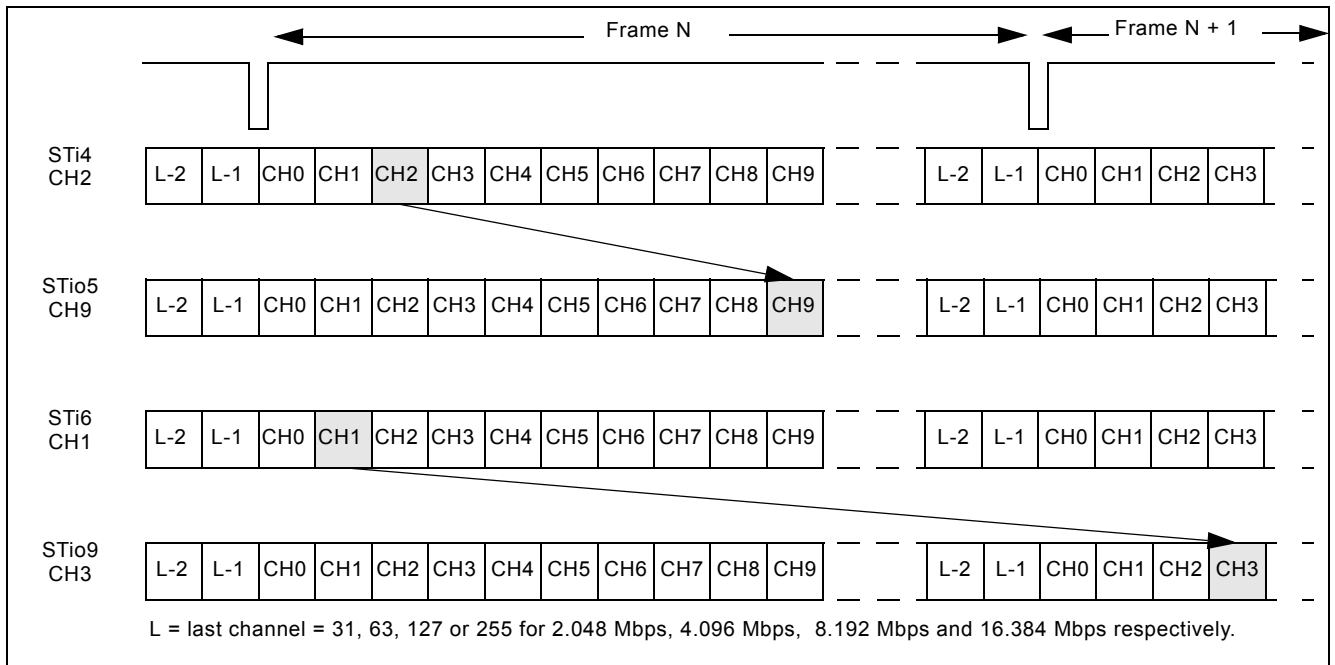 Frame N
Frame N + 1
STi4
CH2
L-2 L-1 CH0 CH1 CH2 CH3 CH4 CH5 CH6 CH7 CH8 CH9 L-2 L-1 CH0 CH1 CH2 CH3
STio5
CH9
L-2 L-1 CH0 CH1 CH2 CH3 CH4 CH5 CH6 CH7 CH8 CH9 L-2 L-1 CH0 CH1 CH2 CH3
STi6
CH1
L-2 L-1 CH0 CH1 CH2 CH3 CH4 CH5 CH6 CH7 CH8 CH9 L-2 L-1 CH0 CH1 CH2 CH3
STio9
CH3
L-2 L-1 CH0 CH1 CH2 CH3 CH4 CH5 CH6 CH7 CH8 CH9 L-2 L-1 CH0 CH1 CH2 CH3
L = last channel = 31, 63, 127 or 255 for 2.048 Mbps, 4.096 Mbps, 8.192 Mbps and 16.384 Mbps respectively.